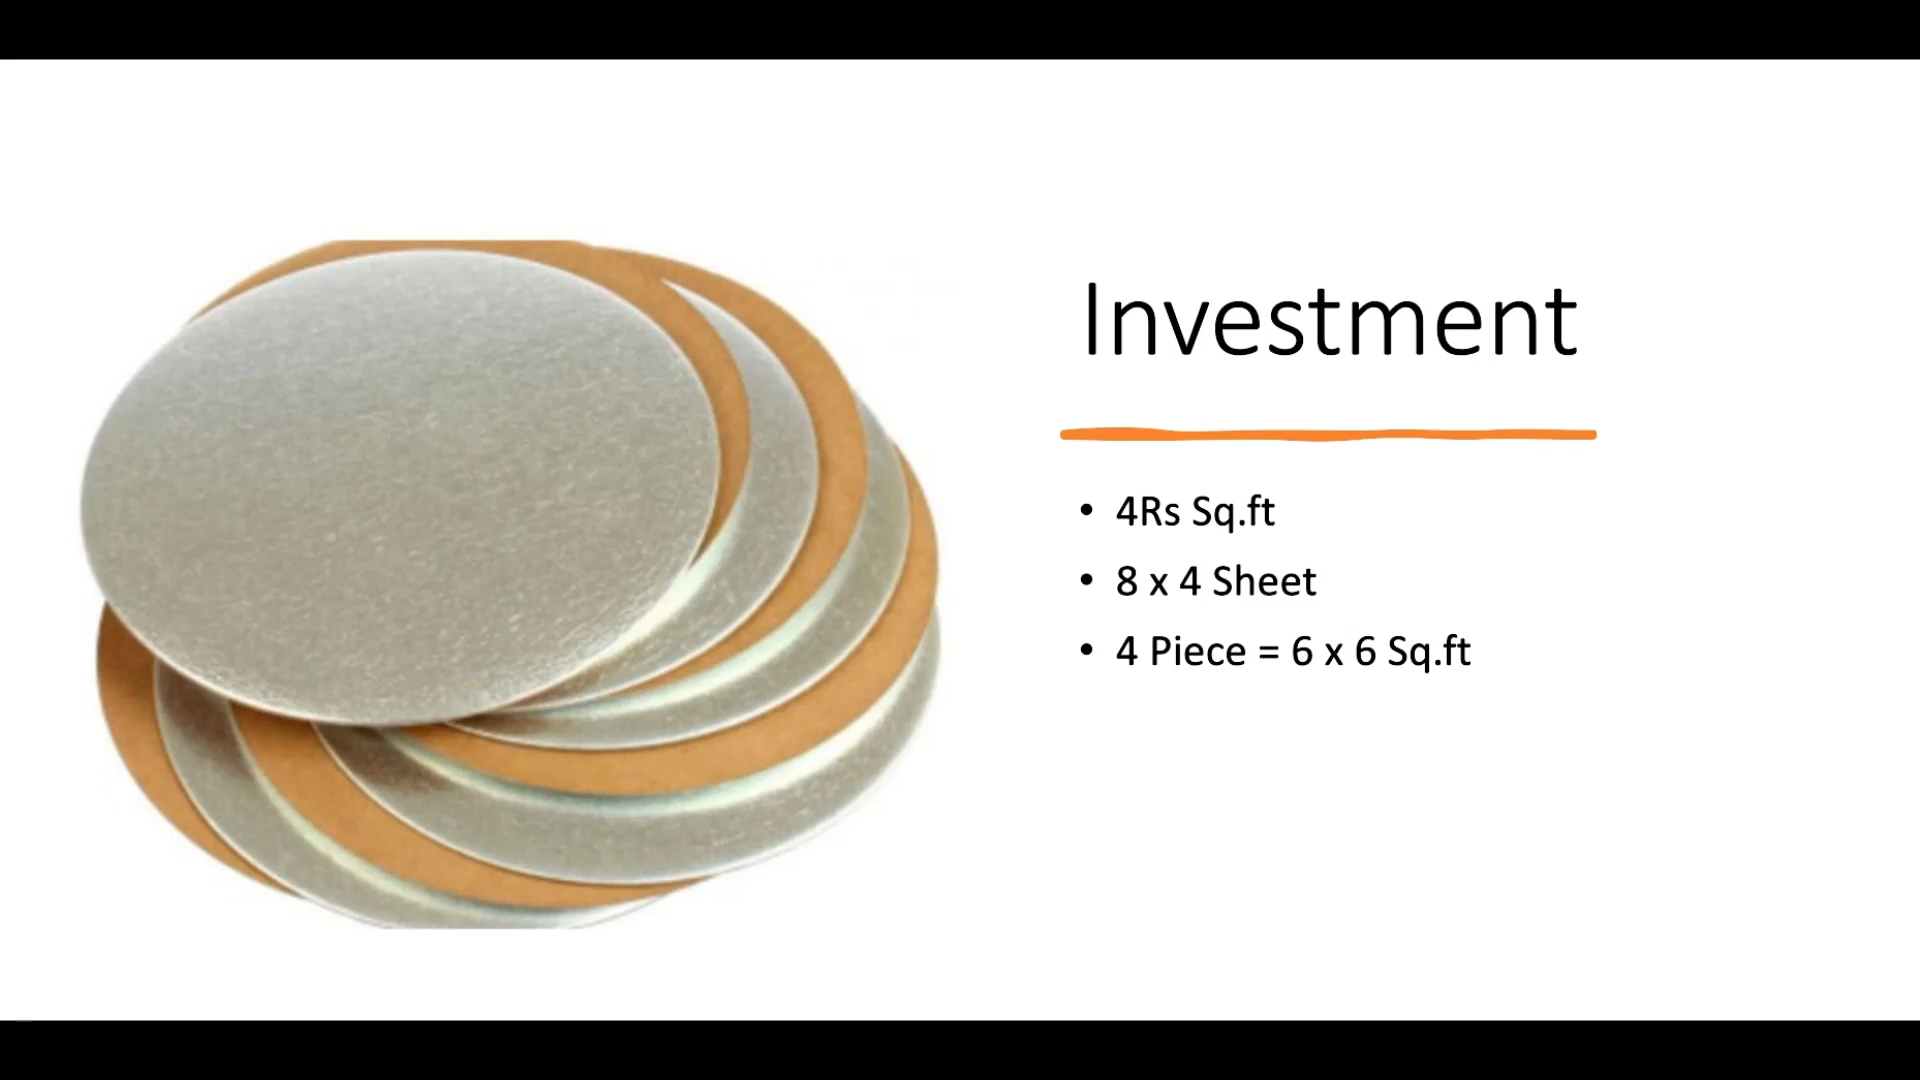 Investment
• 4Rs Sq.ft
• 8 x 4 Sheet
• 4 Piece = 6 x 6 Sq.ft